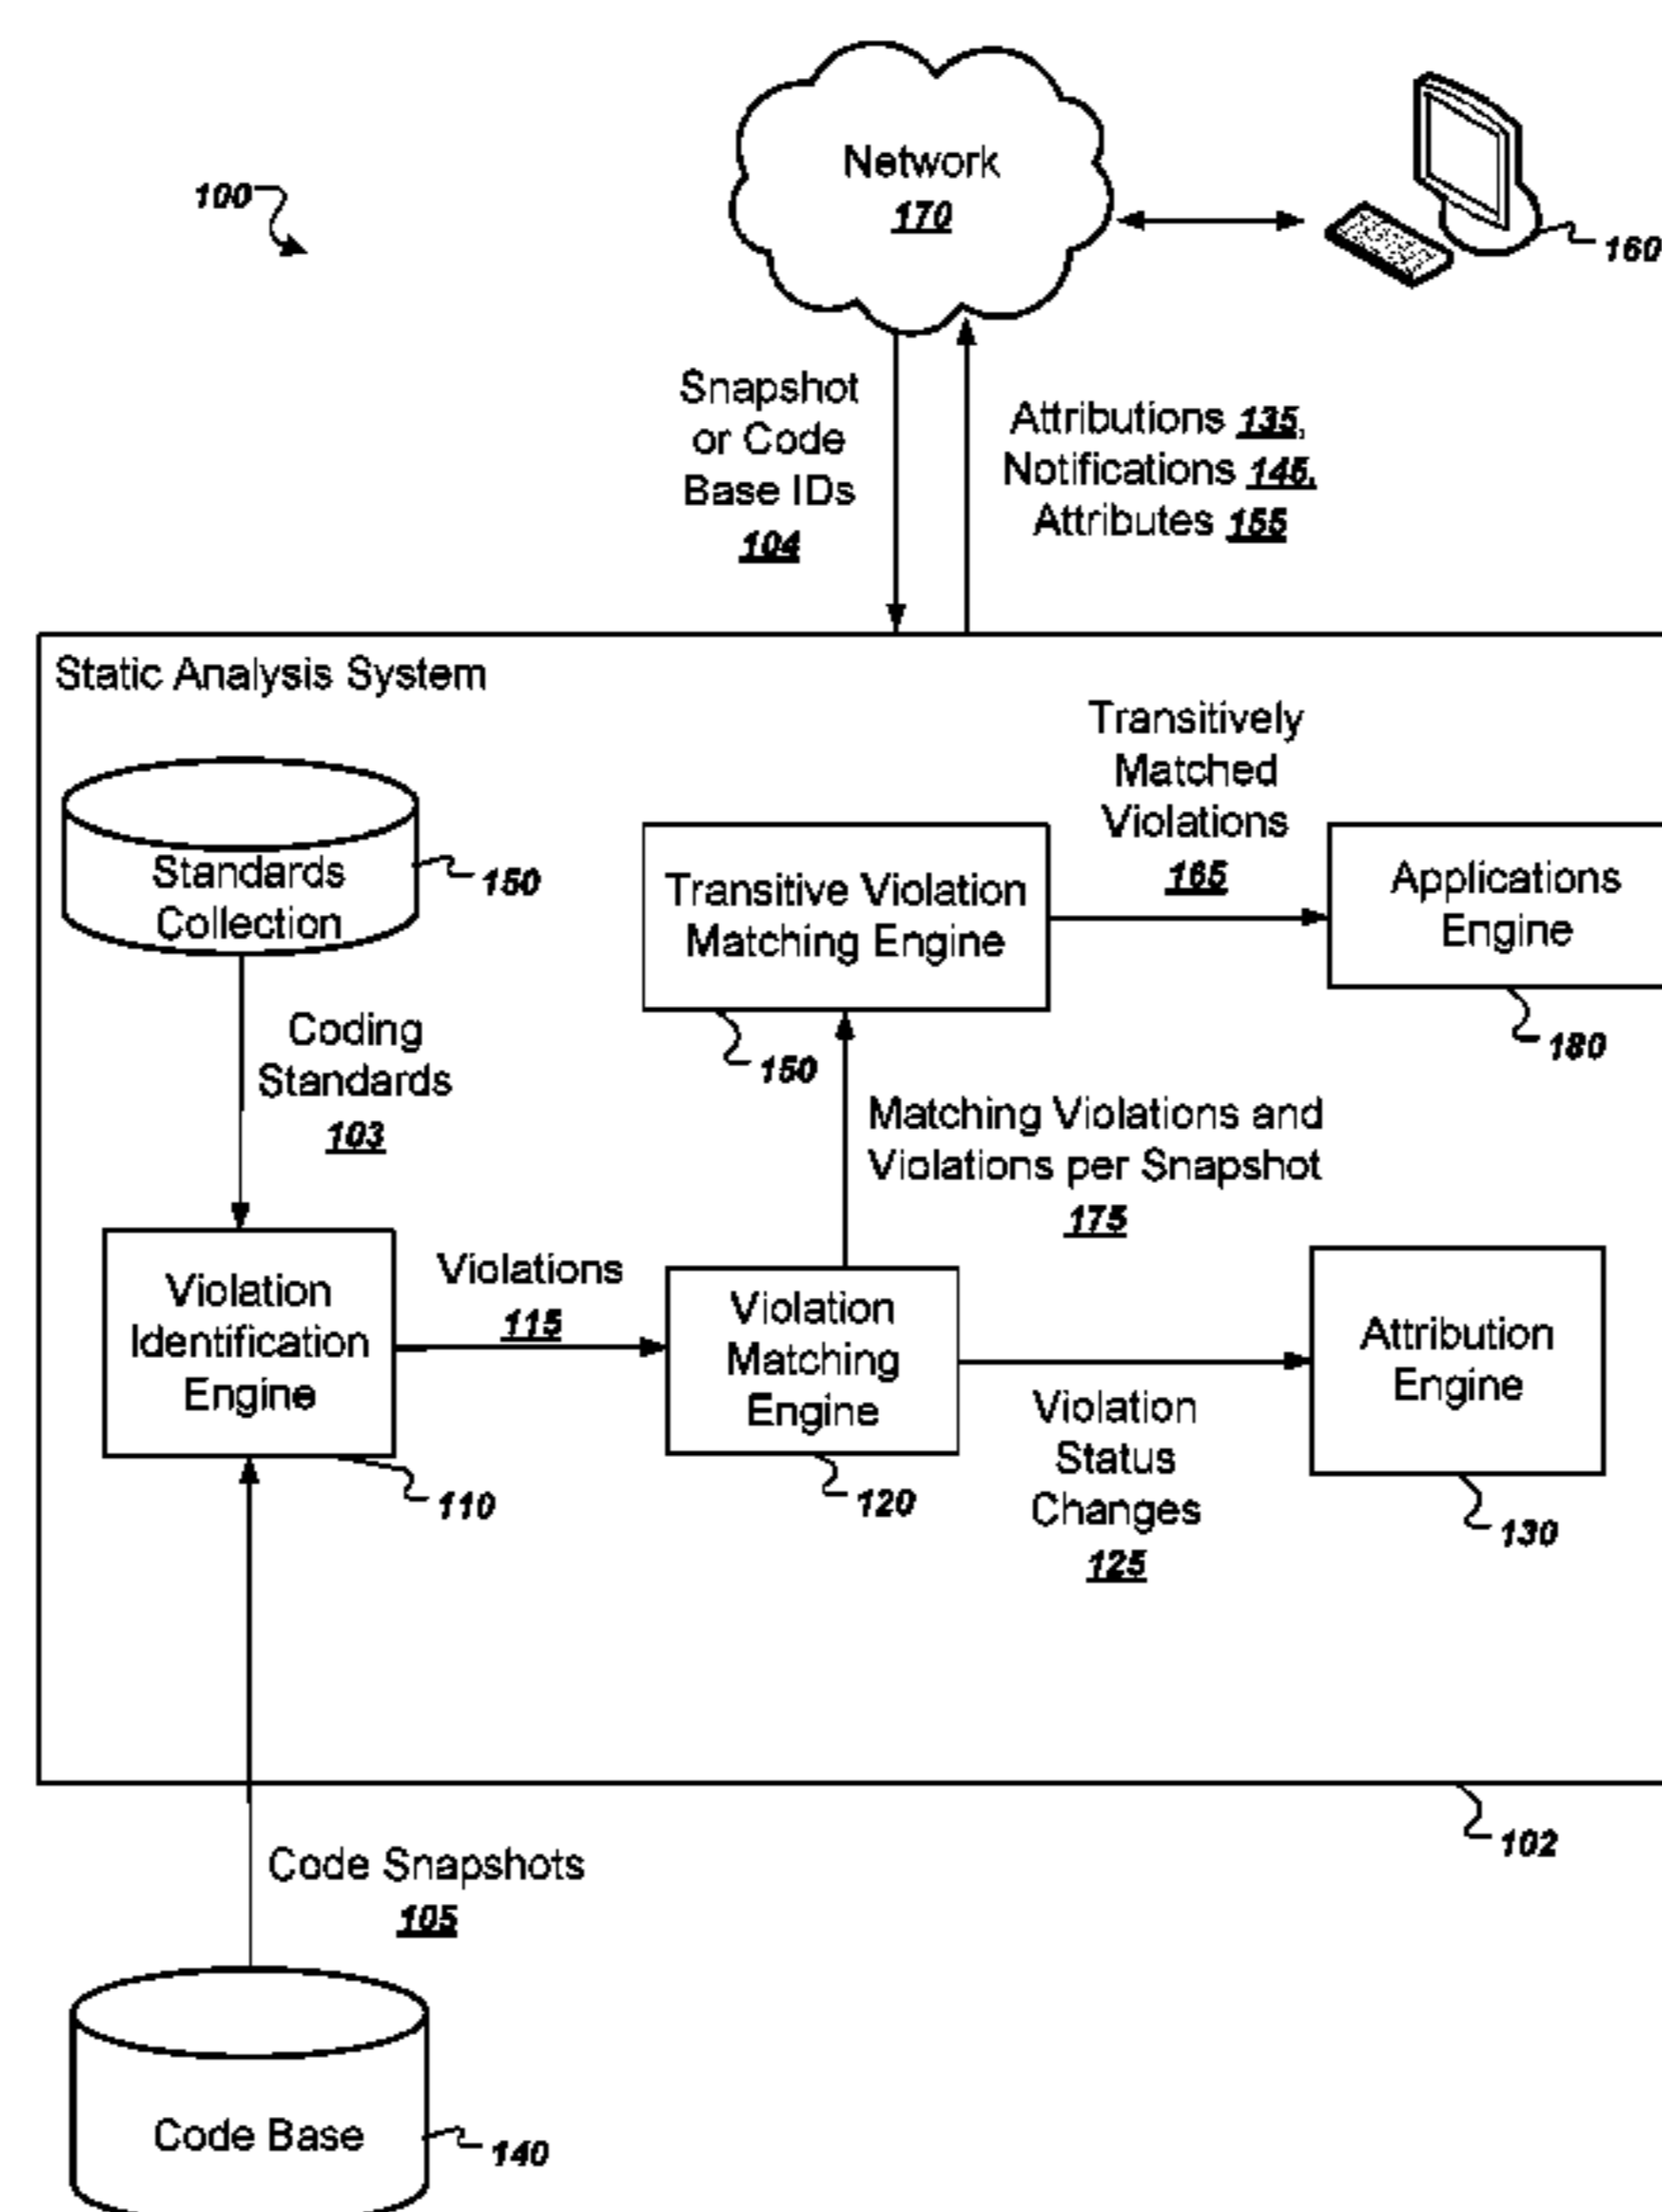 100
Network
170
160
Snapshot
or Code
Base IDs
104
Attributions 135,
Notifications 145,
Attributes 155
Static Analysis System
Standards
Collection
150
Transitively
Matched
Violations
165
Transitive Violation
Matching Engine
150
Applications
Engine
180
Coding
Standards
103
Matching Violations and
Violations per Snapshot
175
Violation
Identification
Engine
110
Violations
115
Violation
Matching
Engine
120
Violation
Status
Changes
125
Attribution
Engine
130
102
Code Snapshots
105
Code Base
140